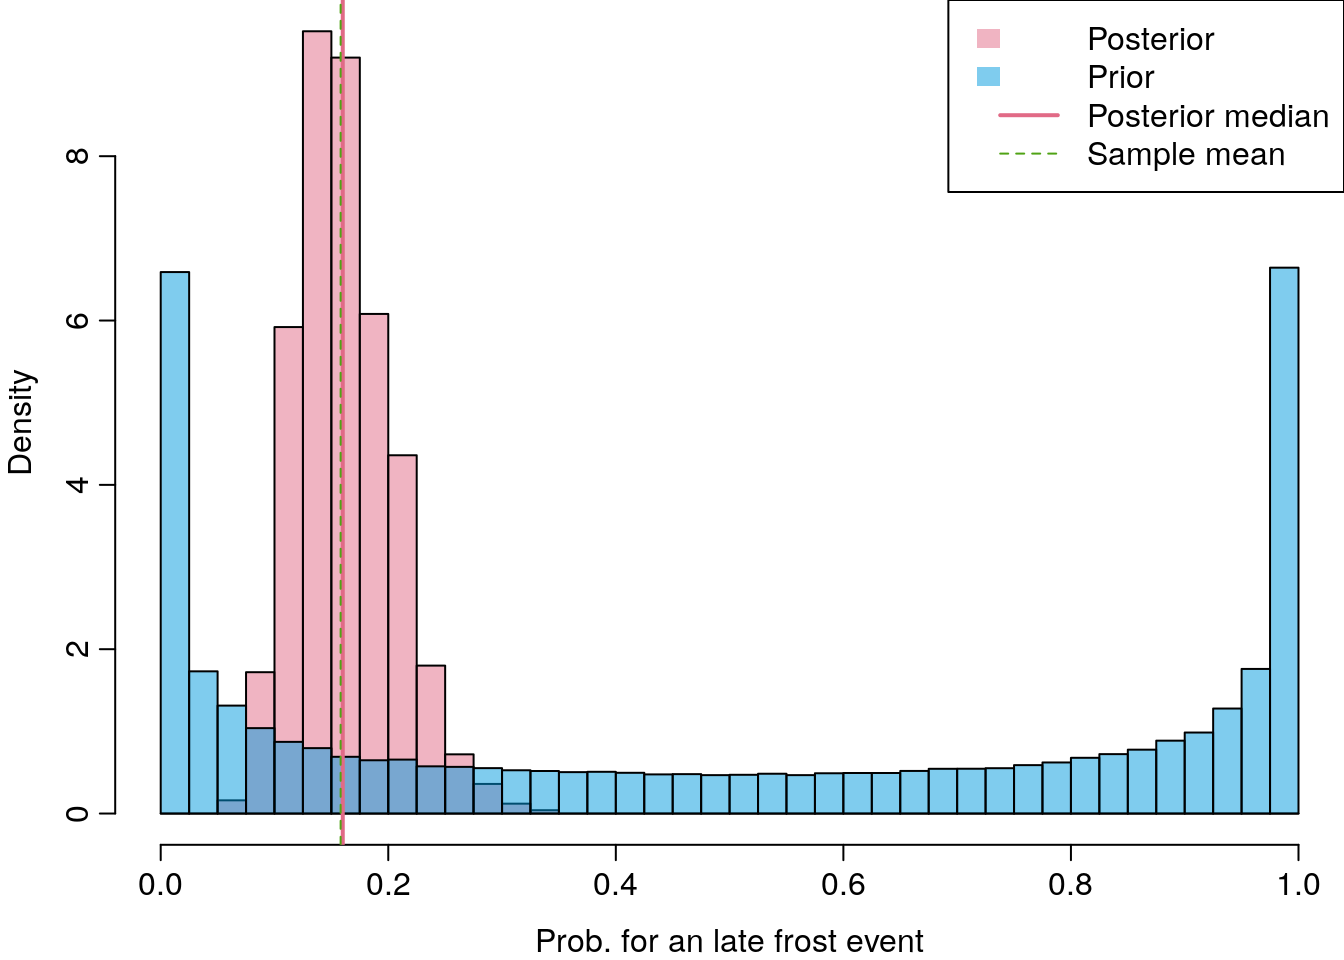 Posterior
Prior
Posterior median
Sample mean
Density
8
6
4
2
0
0.0 0.2 0.4 0.6 0.8 1.0
Prob. for an late frost event